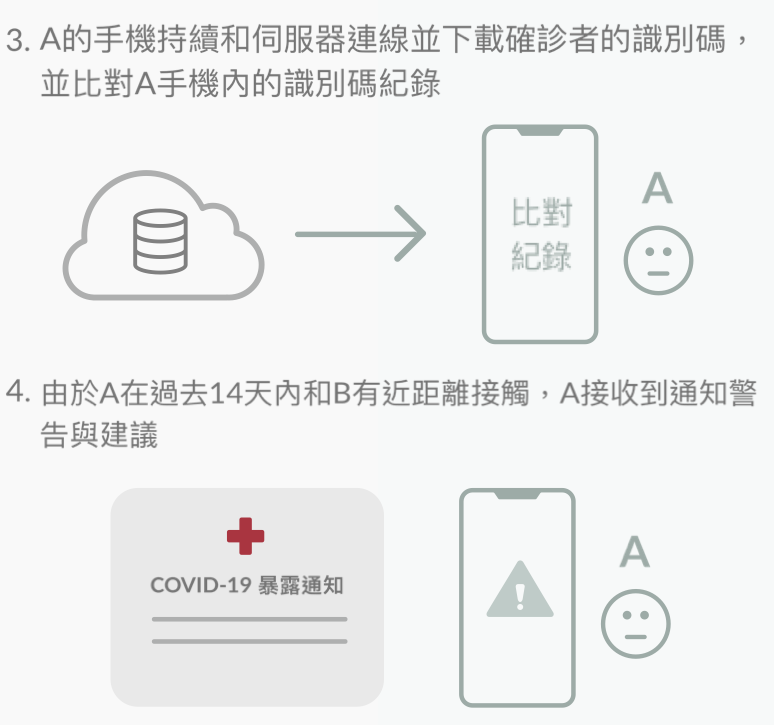 3. A的手機持續和伺服器連線並下載確診者的識別碼，
並比對A手機內的識別碼紀錄
比對
紀錄
A
4. 由於A在過去14天內和B有近距離接觸，A接收到通知警
告與建議
COVID-19 暴露通知
A